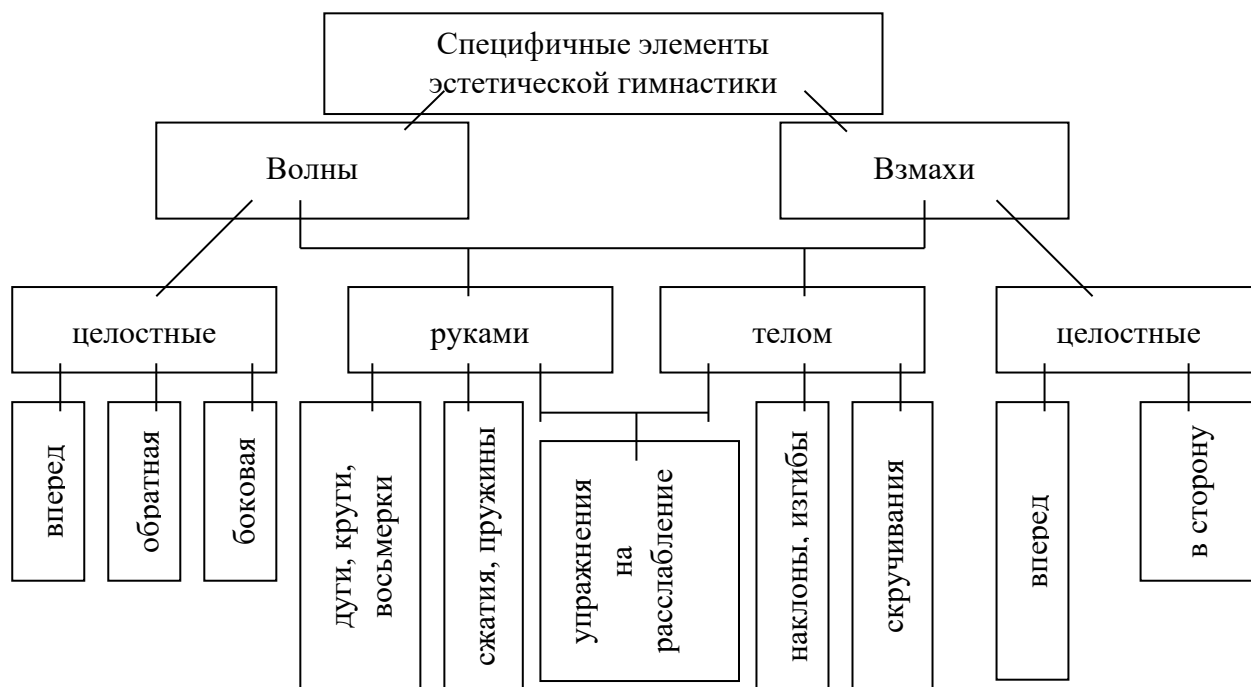 Специфичные элементы
эстетической гимнастики
Волны
Взмахи
целостные
руками
телом
целостные
вперед
обратная
боковая
дуги, круги,
восьмерки
сжатия, пружины
упражнения
на
расслабление
наклоны, изгибы
скручивания
вперед
в сторону